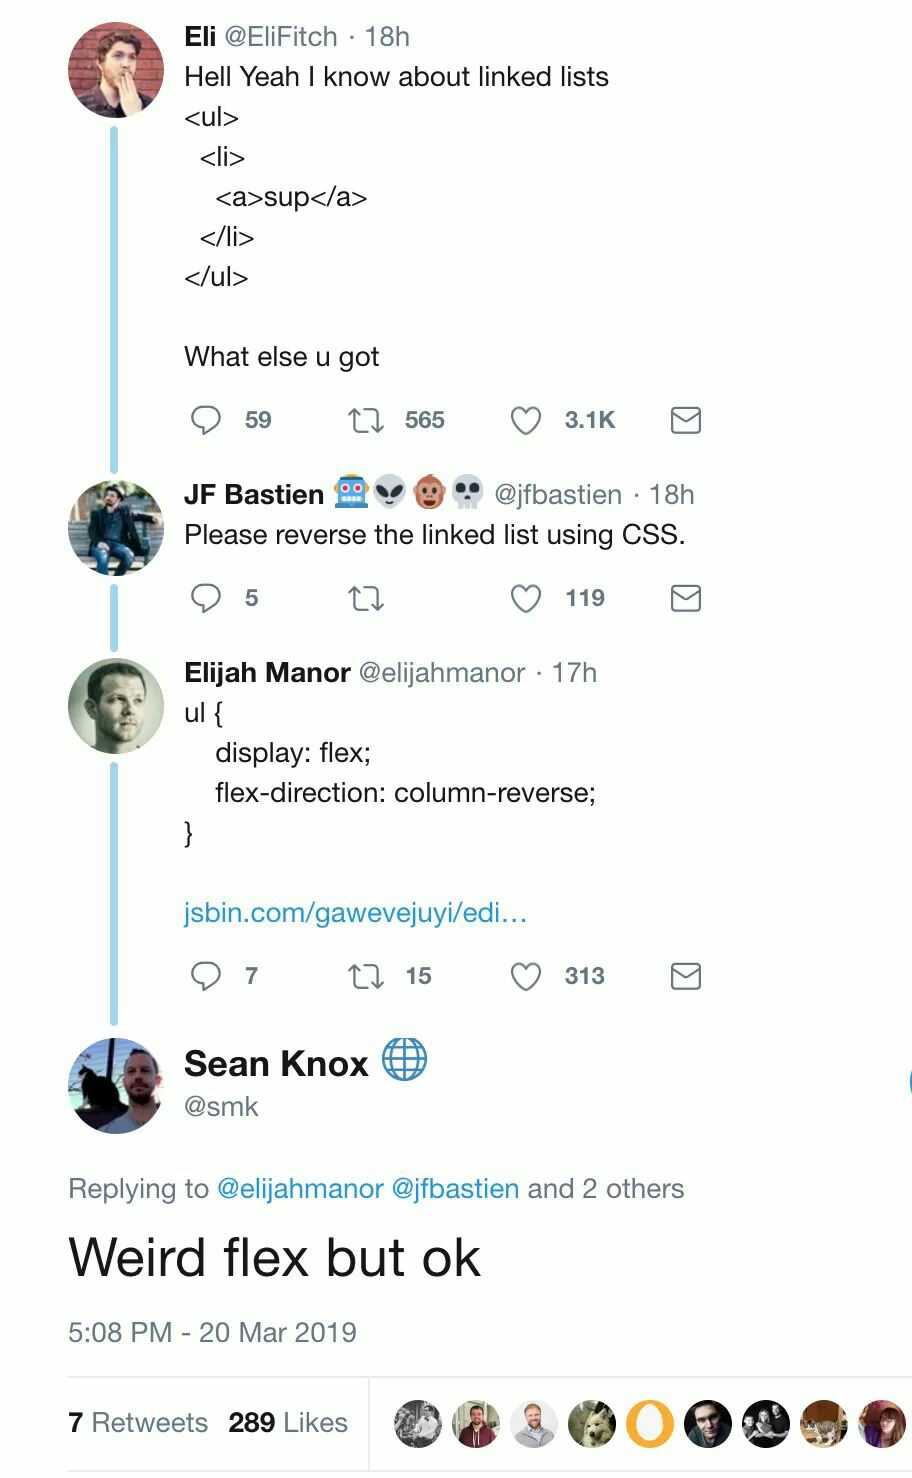 Eli @EliFitch · 18h
Hell Yeah I know about linked lists
<ul>
<li>
<a>sup</a>
</li>
</ul>
What else u got
59 565 3.1K
JF Bastien 🤖👽🐵💀 @jfbastien · 18h
Please reverse the linked list using CSS.
5 119
Elijah Manor @elijahmanor · 17h
ul {
display: flex;
flex-direction: column-reverse;
}
jsbin.com/gawevejuyi/edi…
7 15 313
Sean Knox 🌐
@smk
Replying to @elijahmanor @jfbastien and 2 others
Weird flex but ok
5:08 PM - 20 Mar 2019
7 Retweets 289 Likes